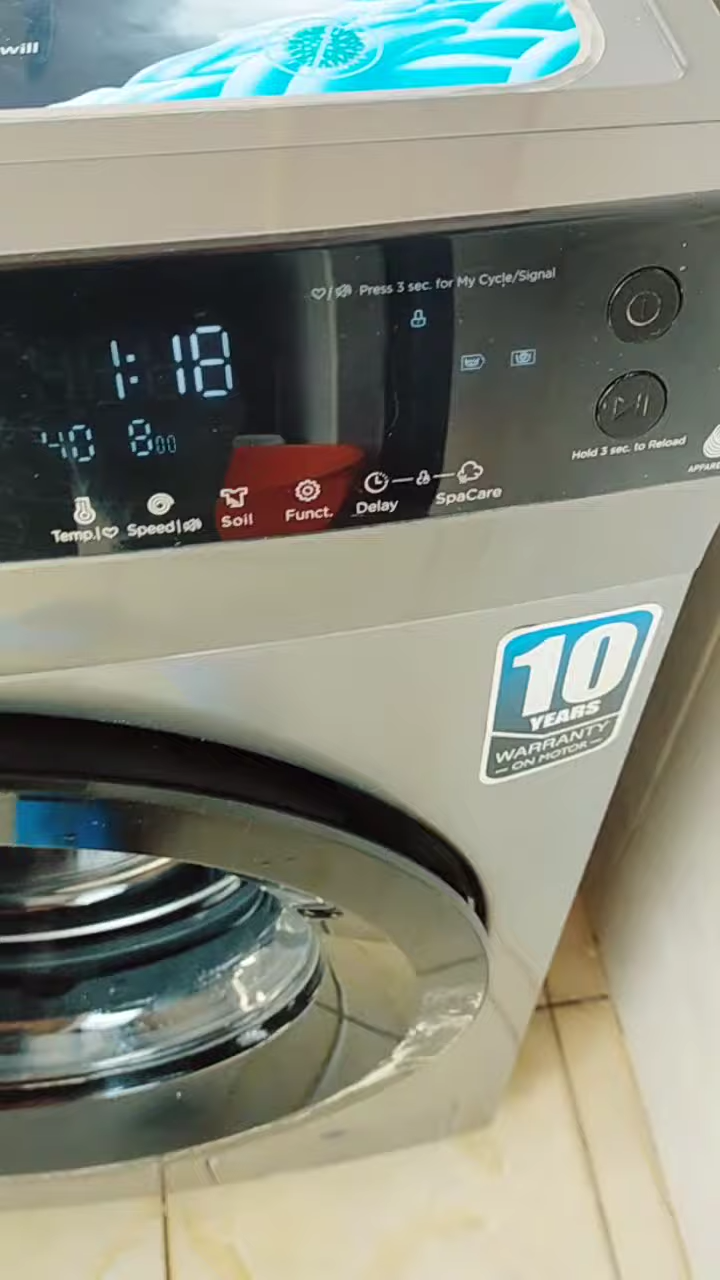 will
Press 3 sec. for My Cycle/Signal
1:18
40 800
Hold 3 sec. to Reload
Temp.| Speed| Soil Funct. Delay SpaCare
10
YEARS
WARRANTY
— ON MOTOR —